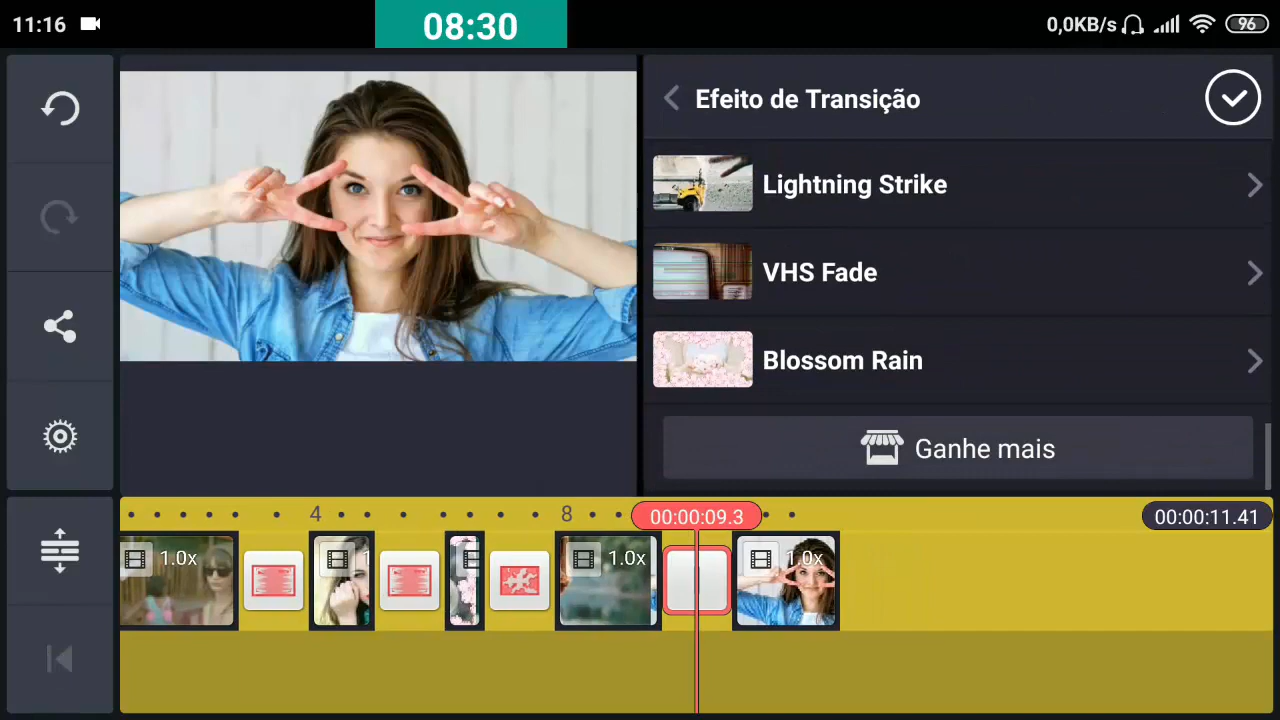 11:16
08:30
0,0KB/s
96
Efeito de Transição
Lightning Strike
VHS Fade
Blossom Rain
Ganhe mais
4
8
00:00:09.3
00:00:11.41
1.0x
1
1.0x
1.0x